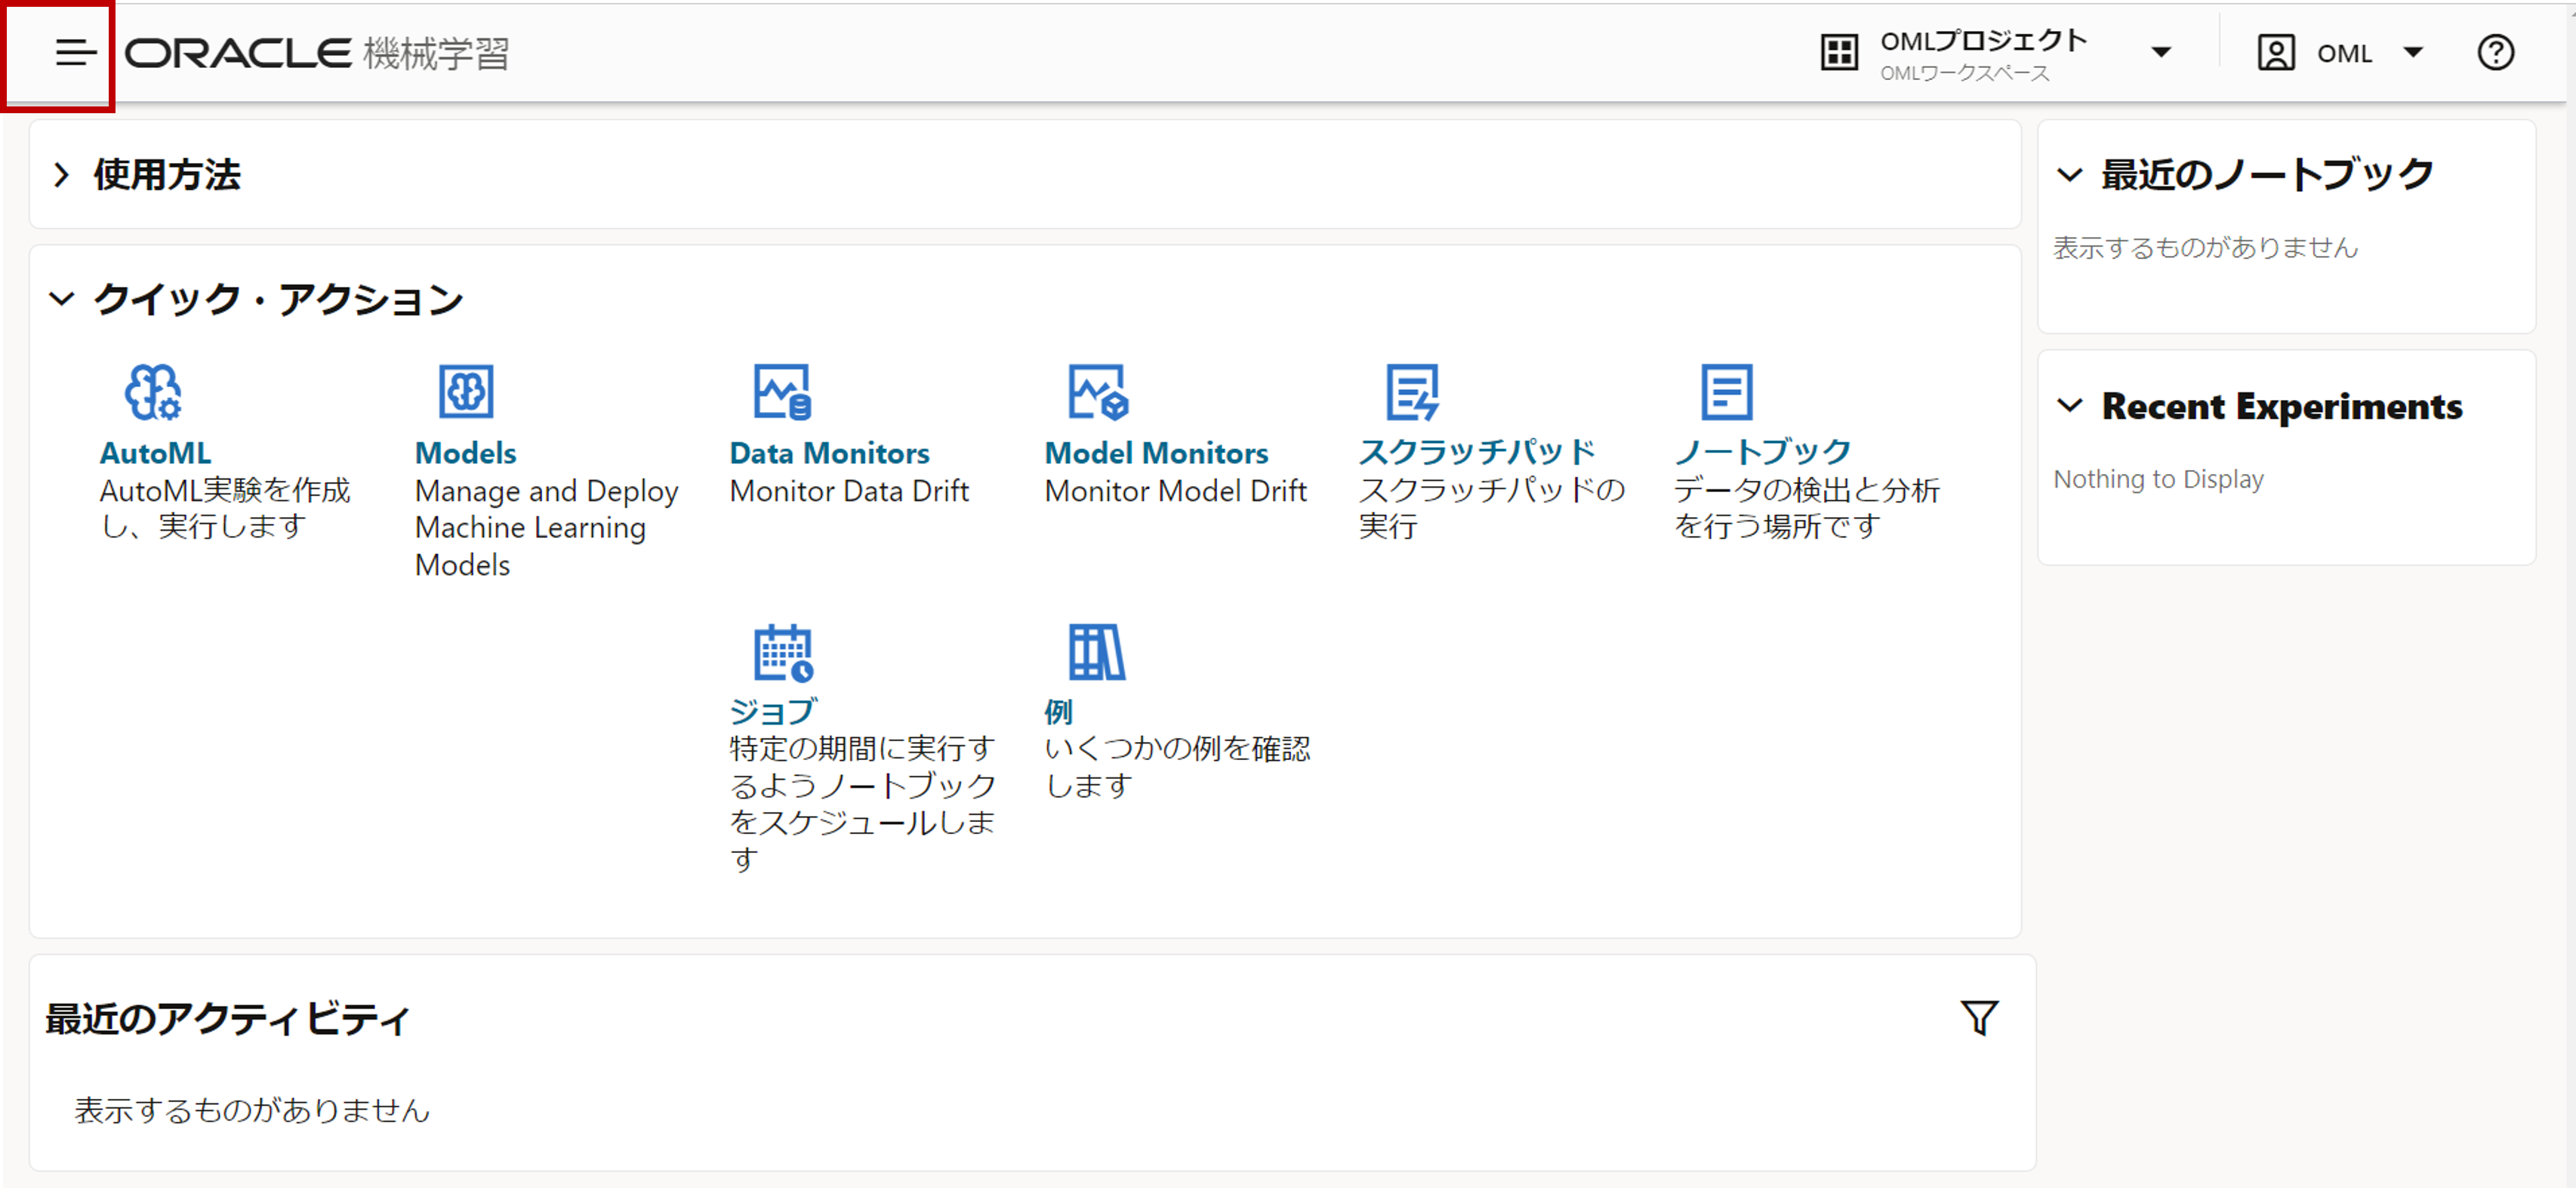 ORACLE 機械学習
OMLプロジェクト
OMLワークスペース
OML
使用方法
クイック・アクション
AutoML
AutoML実験を作成
し、実行します
Models
Manage and Deploy
Machine Learning
Models
Data Monitors
Monitor Data Drift
Model Monitors
Monitor Model Drift
スクラッチパッド
スクラッチパッドの
実行
ノートブック
データの検出と分析
を行う場所です
ジョブ
特定の期間に実行す
るようノートブック
をスケジュールしま
す
例
いくつかの例を確認
します
最近のアクティビティ
表示するものがありません
最近のノートブック
表示するものがありません
Recent Experiments
Nothing to Display